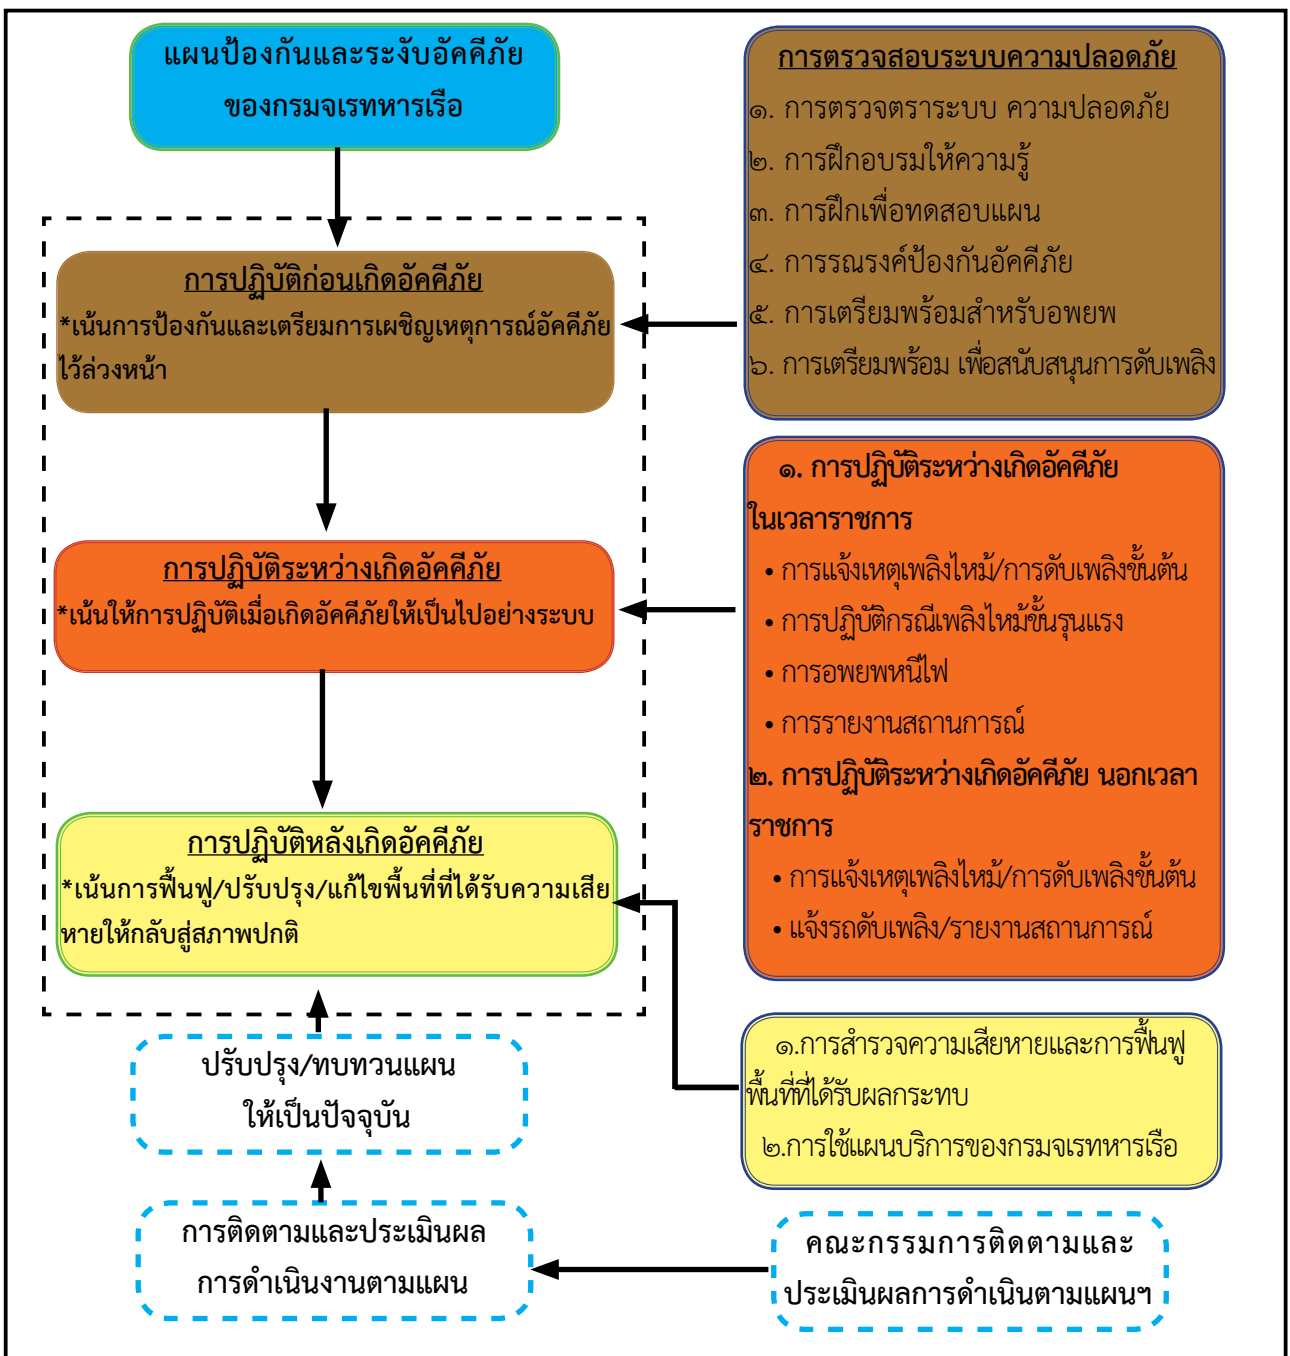 แผนป้องกันและระงับอัคคีภัย
ของกรมจเรทหารเรือ
การตรวจสอบระบบความปลอดภัย
๑. การตรวจตราระบบ ความปลอดภัย
๒. การฝึกอบรมให้ความรู้
๓. การฝึกเพื่อทดสอบแผน
๔. การรณรงค์ป้องกันอัคคีภัย
๕. การเตรียมพร้อมสำหรับอพยพ
๖. การเตรียมพร้อม เพื่อสนับสนุนการดับเพลิง
การปฏิบัติก่อนเกิดอัคคีภัย
*เน้นการป้องกันและเตรียมการเผชิญเหตุการณ์อัคคีภัย
ไว้ล่วงหน้า
๑. การปฏิบัติระหว่างเกิดอัคคีภัย
ในเวลาราชการ
• การแจ้งเหตุเพลิงไหม้/การดับเพลิงขั้นต้น
• การปฏิบัติกรณีเพลิงไหม้ขั้นรุนแรง
• การอพยพหนีไฟ
• การรายงานสถานการณ์
๒. การปฏิบัติระหว่างเกิดอัคคีภัย นอกเวลา
ราชการ
• การแจ้งเหตุเพลิงไหม้/การดับเพลิงขั้นต้น
• แจ้งรถดับเพลิง/รายงานสถานการณ์
การปฏิบัติระหว่างเกิดอัคคีภัย
*เน้นให้การปฏิบัติเมื่อเกิดอัคคีภัยให้เป็นไปอย่างระบบ
การปฏิบัติหลังเกิดอัคคีภัย
*เน้นการฟื้นฟู/ปรับปรุง/แก้ไขพื้นที่ที่ได้รับความเสีย
หายให้กลับสู่สภาพปกติ
๑.การสำรวจความเสียหายและการฟื้นฟู
พื้นที่ที่ได้รับผลกระทบ
๒.การใช้แผนบริการของกรมจเรทหารเรือ
ปรับปรุง/ทบทวนแผน
ให้เป็นปัจจุบัน
การติดตามและประเมินผล
การดำเนินงานตามแผน
คณะกรรมการติดตามและ
ประเมินผลการดำเนินตามแผนฯ